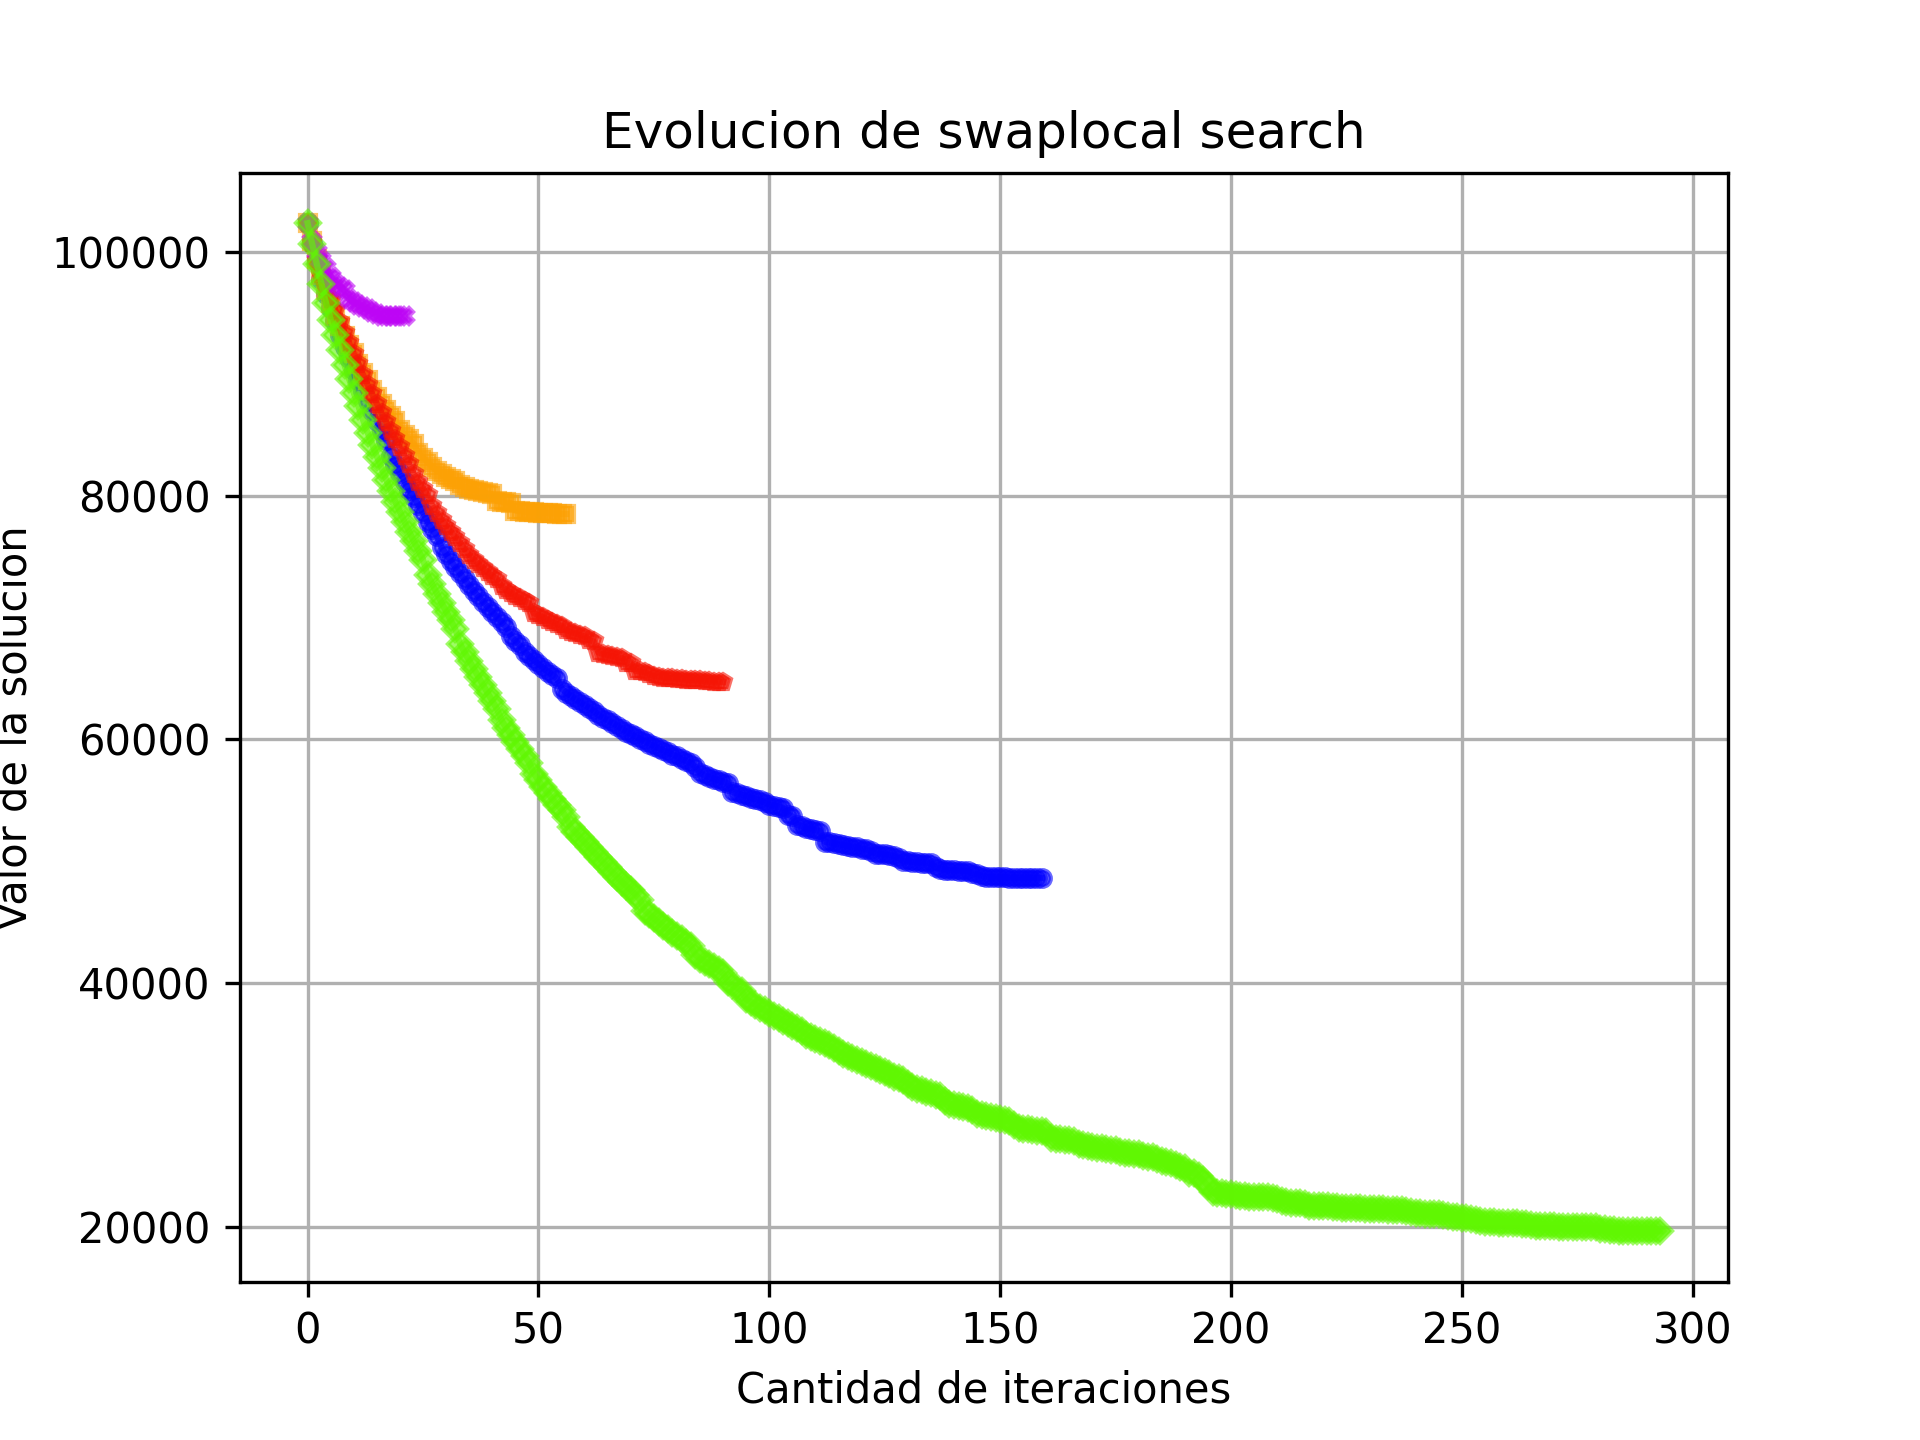 Evolucion de swaplocal search
Valor de la solucion
100000
80000
60000
40000
20000
0 50 100 150 200 250 300
Cantidad de iteraciones